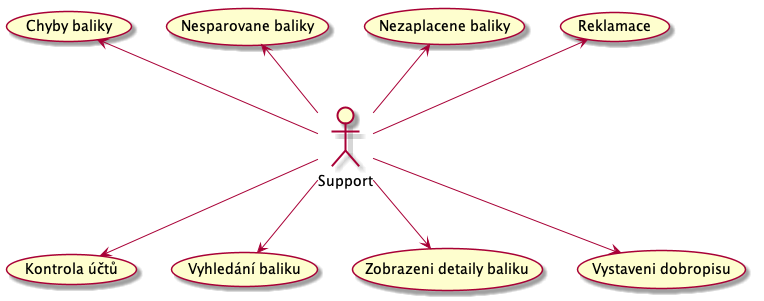 Chyby baliky
Nesparovane baliky
Nezaplacene baliky
Reklamace
Support
Kontrola účtů
Vyhledání baliku
Zobrazeni detaily baliku
Vystaveni dobropisu